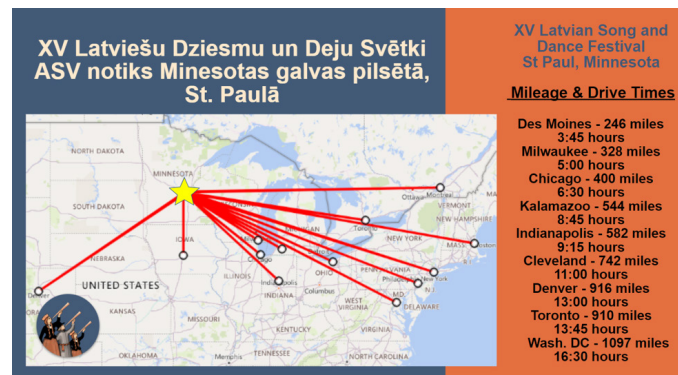 XV Latviešu Dziesmu un Deju Svētki
ASV notiks Minesotas galvas pilsētā,
St. Paulā
XV Latvian Song and
Dance Festival
St Paul, Minnesota
Mileage & Drive Times
Des Moines - 246 miles
3:45 hours
Milwaukee - 328 miles
5:00 hours
Chicago - 400 miles
6:30 hours
Kalamazoo - 544 miles
8:45 hours
Indianapolis - 582 miles
9:15 hours
Cleveland - 742 miles
11:00 hours
Denver - 916 miles
13:00 hours
Toronto - 910 miles
13:45 hours
Wash. DC - 1097 miles
16:30 hours
NORTH DAKOTA
MINNESOTA
Ottawa
Montreal
VERMONT
SOUTH DAKOTA
NEW HAMPSHIRE
Toronto
NEW YORK
MASS
Boston
IOWA
Chicago
NEBRASKA
OHIO
PENNSYLVANIA
New York
UNITED STATES
ILLINOIS
Indianapolis
N.J.
Denver
INDIANA
Columbus
MD
DELAWARE
KANSAS
WEST
VIRGINIA
MISSOURI
KENTUCKY
VIRGINIA
OKLAHOMA
Memphis
TENNESSEE
NORTH CAROLINA